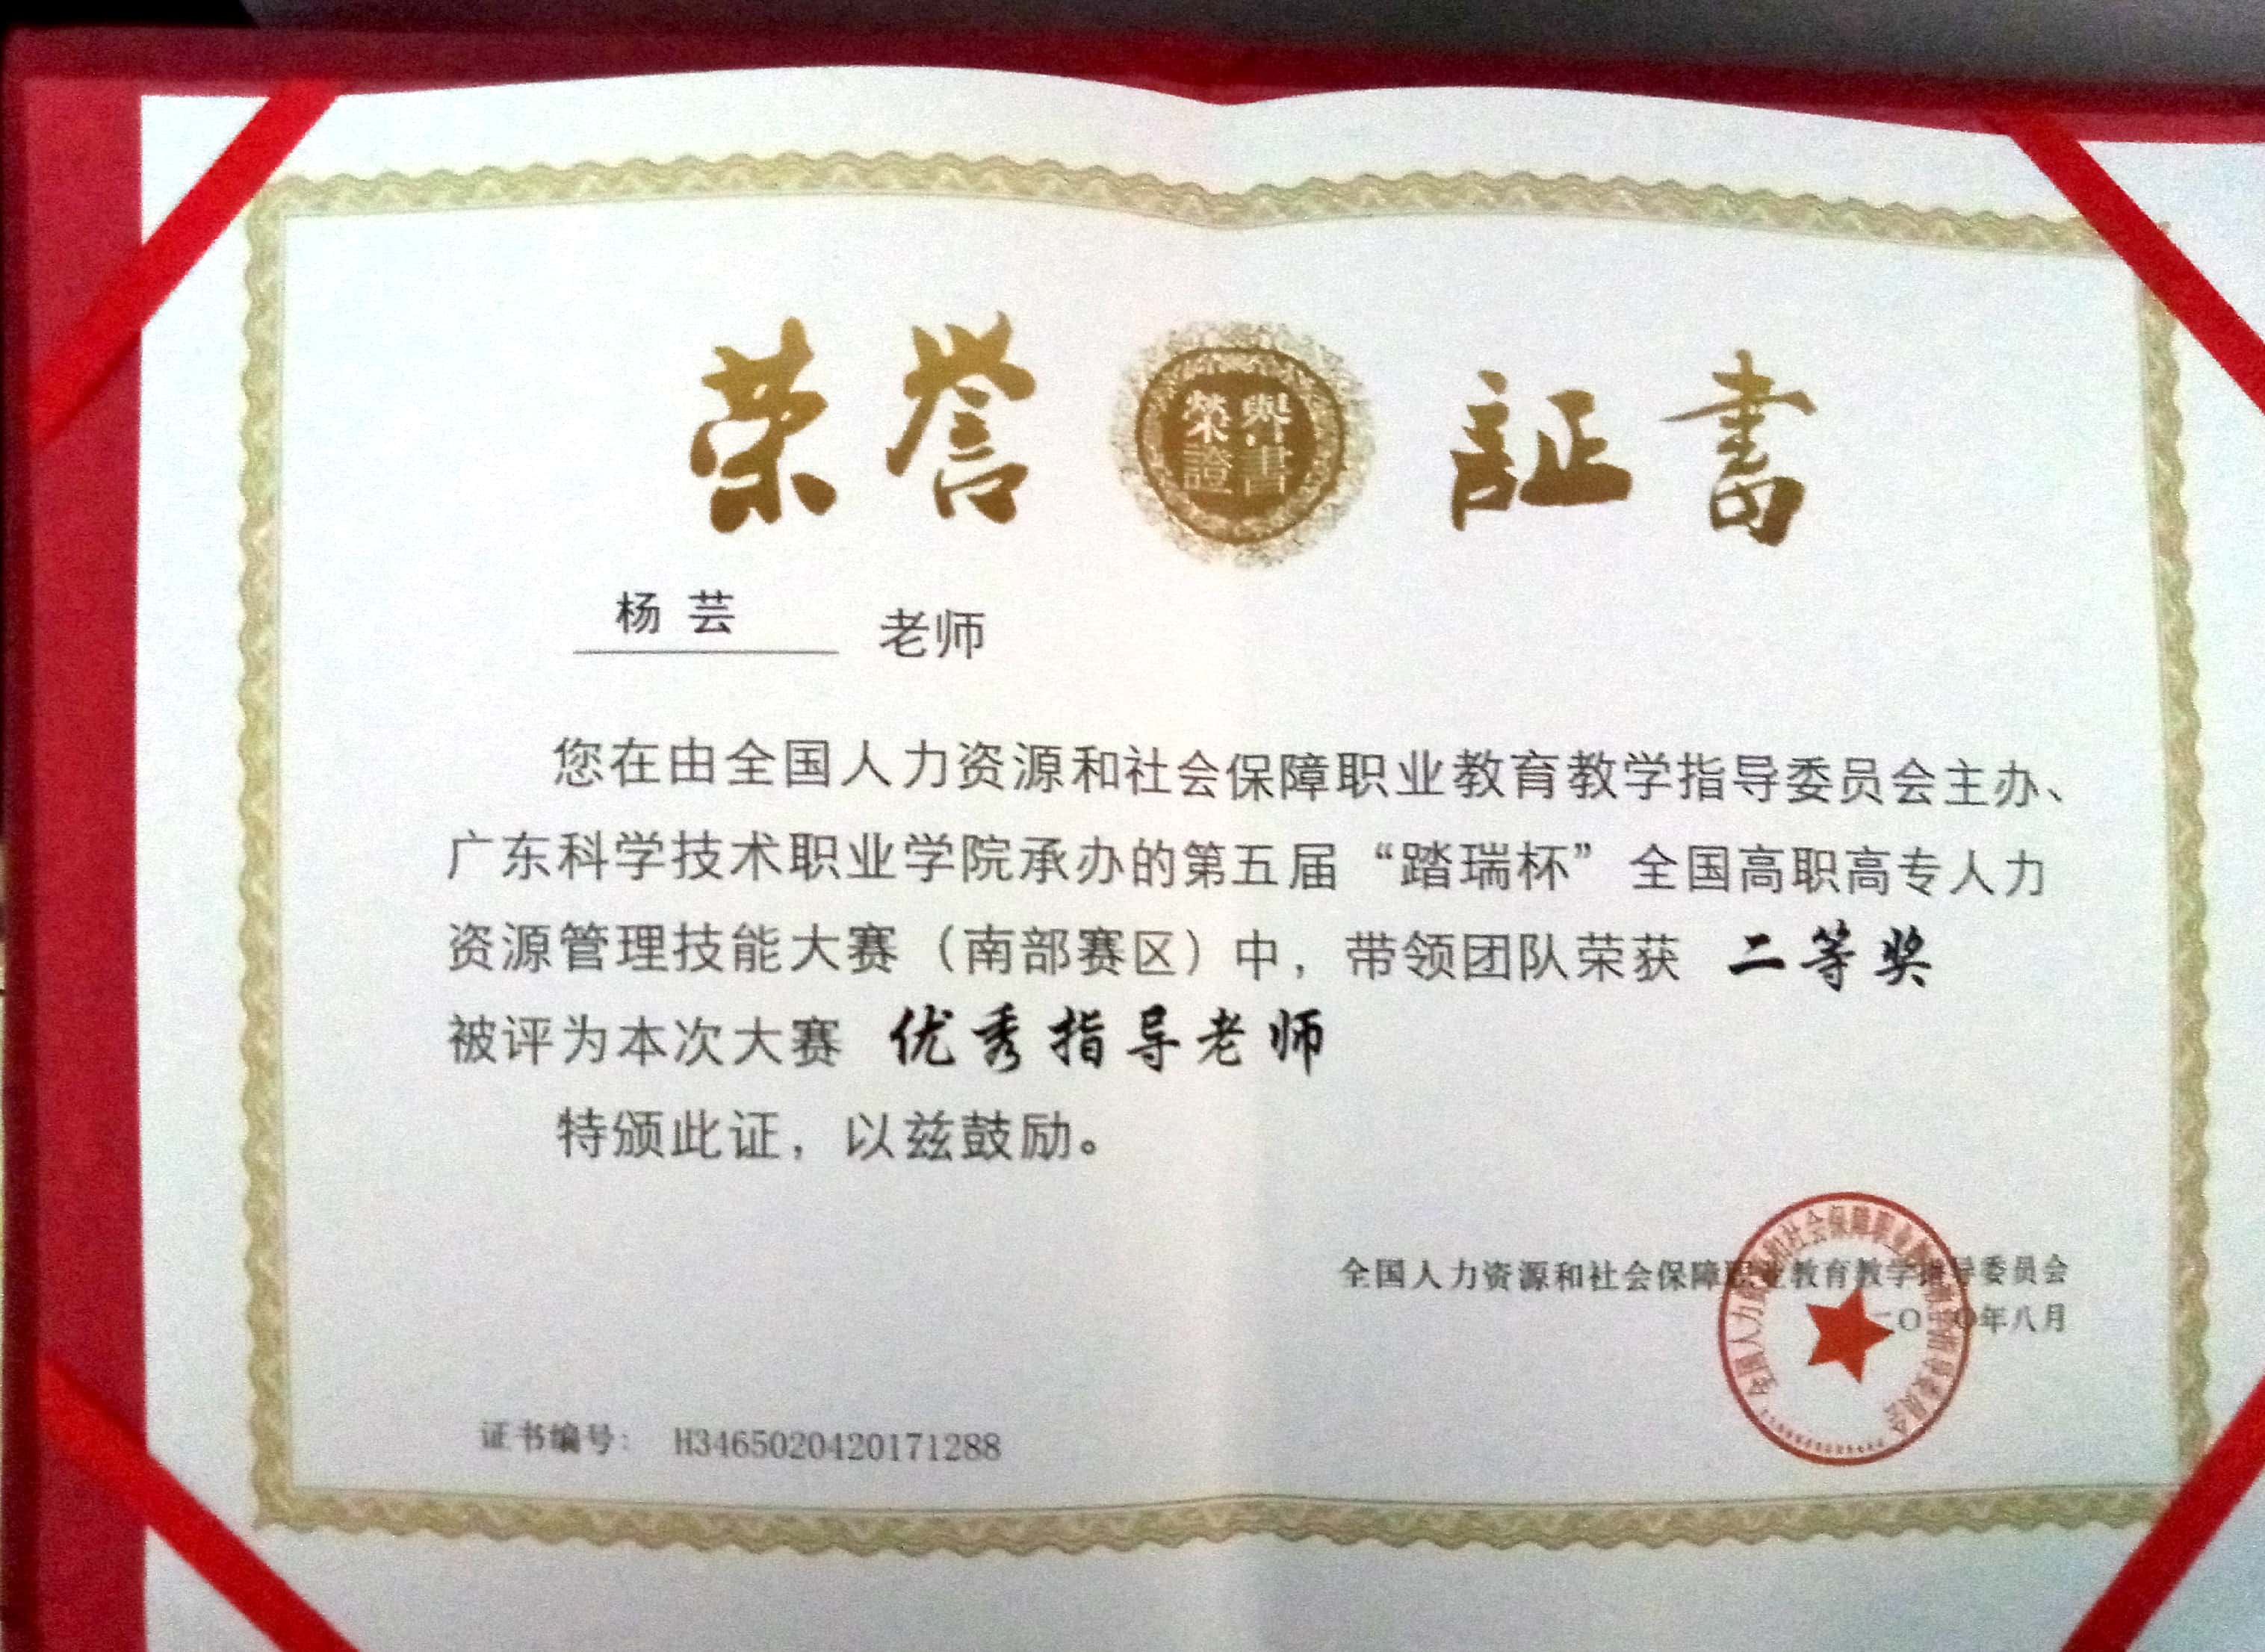 荣誉 榮譽證書 証書
杨芸 老师
您在由全国人力资源和社会保障职业教育教学指导委员会主办、
广东科学技术职业学院承办的第五届“踏瑞杯”全国高职高专人力
资源管理技能大赛（南部赛区）中，带领团队荣获 二等奖
被评为本次大赛 优秀指导老师
特颁此证，以兹鼓励。
全国人力资源和社会保障职业教育教学指导委员会
年八月
证书编号： H3465020420171288